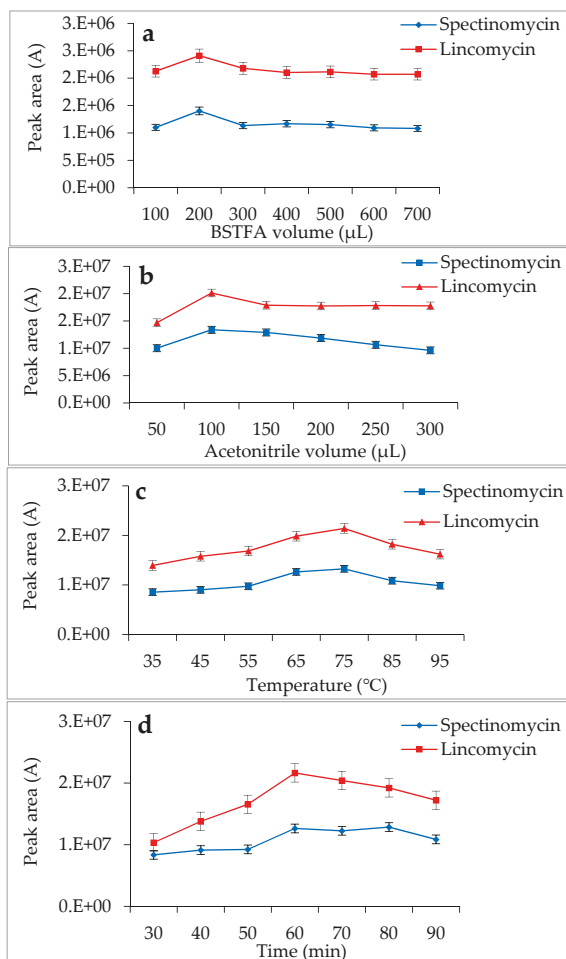 a
Peak area (A)
3.E+06
3.E+06
2.E+06
2.E+06
1.E+06
5.E+05
0.E+00
Spectinomycin
Lincomycin
100 200 300 400 500 600 700
BSTFA volume (µL)
b
Peak area (A)
3.E+07
2.E+07
2.E+07
1.E+07
5.E+06
0.E+00
Spectinomycin
Lincomycin
50 100 150 200 250 300
Acetonitrile volume (µL)
c
Peak area (A)
3.E+07
2.E+07
1.E+07
0.E+00
Spectinomycin
Lincomycin
35 45 55 65 75 85 95
Temperature (°C)
d
Peak area (A)
3.E+07
2.E+07
1.E+07
0.E+00
Spectinomycin
Lincomycin
30 40 50 60 70 80 90
Time (min)